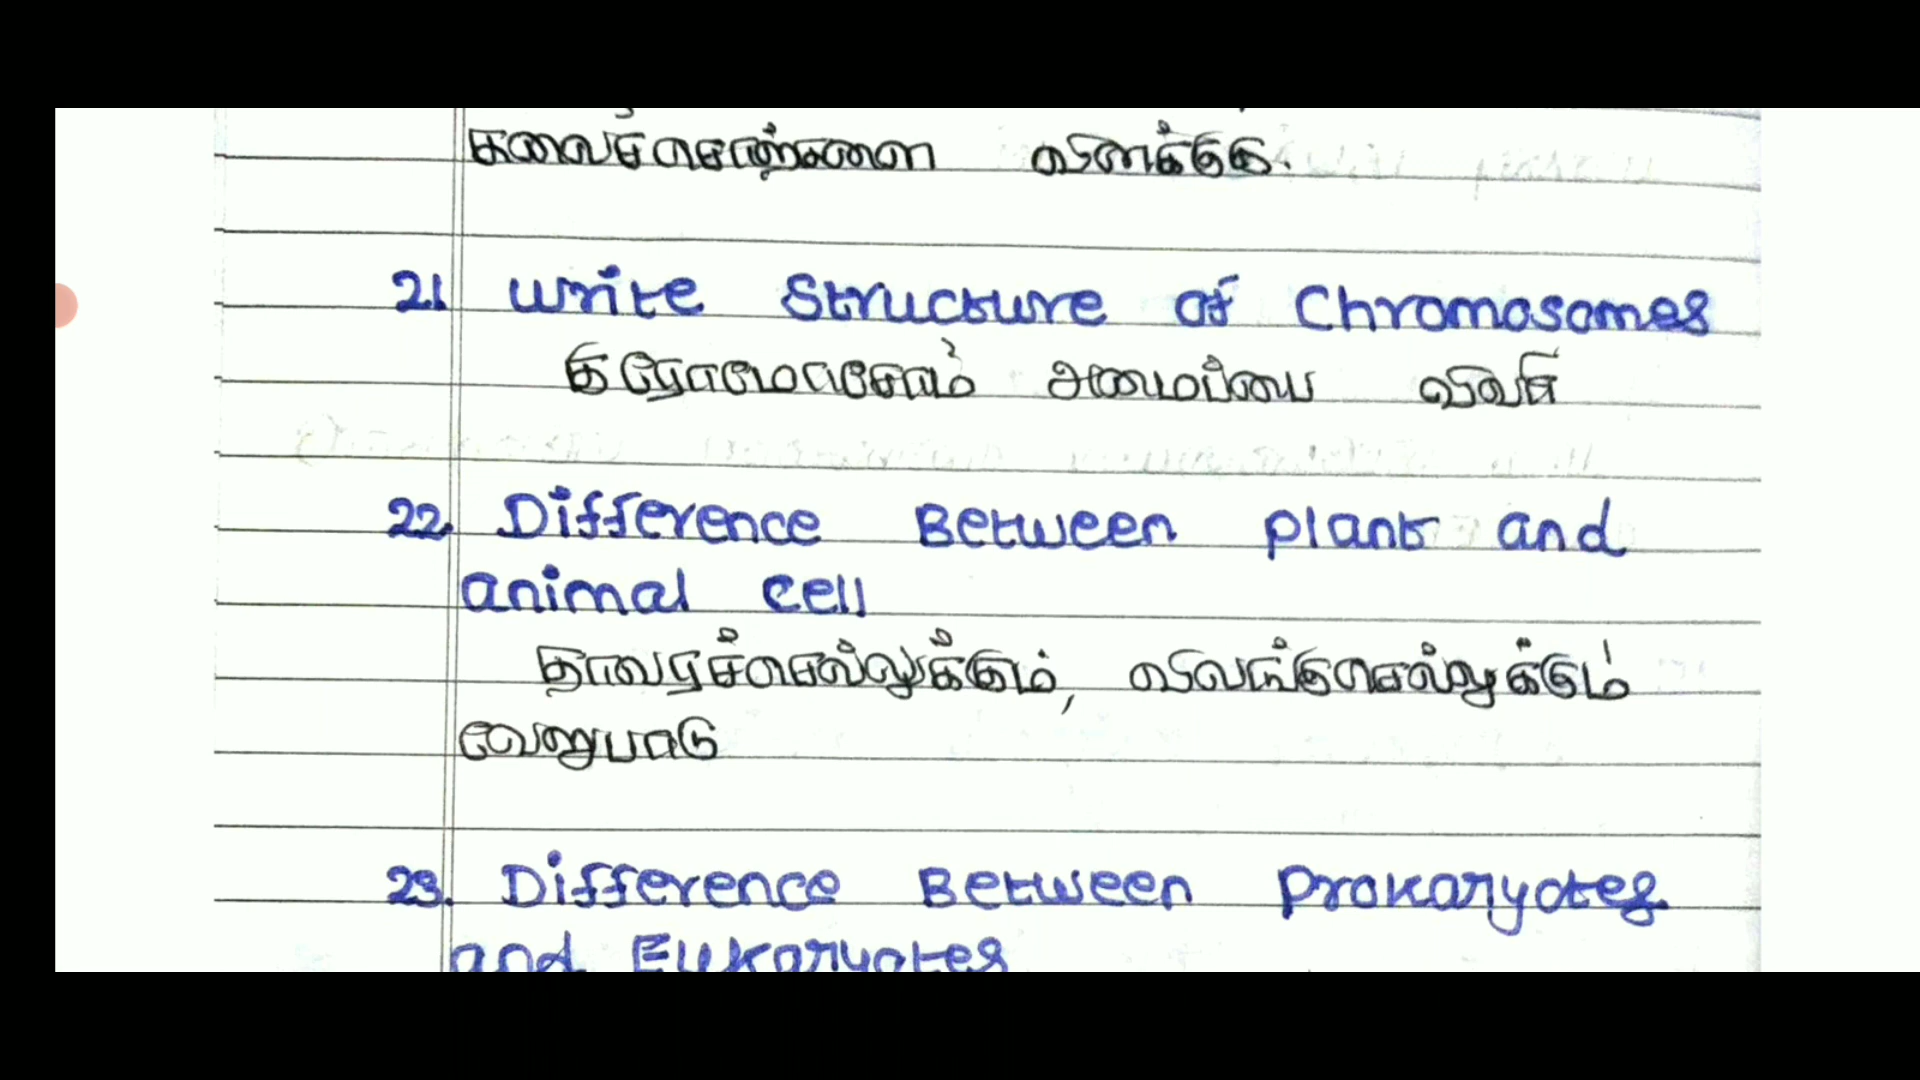 கலைச்சொற்களை விளக்குக.
21. Write Structure of Chromosomes
குரோமோசோம் அமைப்பை விவரி
22. Difference Between plant and
animal cell
தாவரச்செல்லுக்கும், விலங்குசெல்லுக்கும்
வேறுபாடு
23. Difference Between Prokaryotes
and Eukaryotes